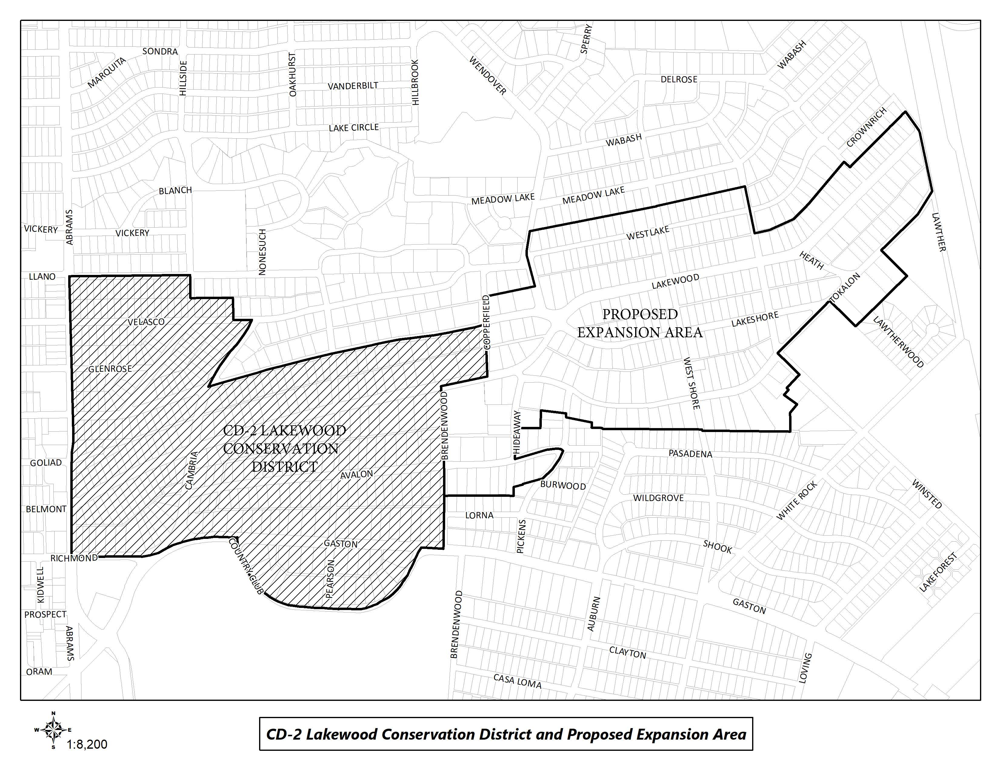 SPERRY
WABASH
SONDRA
MARQUITA
HILLSIDE
OAKHURST
HILLBROOK
WENDOVER
VANDERBILT
DELROSE
LAKE CIRCLE
WABASH
CROWNRICH
BLANCH
MEADOW LAKE
MEADOW LAKE
VICKERY
ABRAMS
VICKERY
NONESUCH
WESTLAKE
LAWTHER
HEATH
LLANO
LAKEWOOD
TOKALON
COPPERFIELD
VELASCO
PROPOSED
EXPANSION AREA
LAKESHORE
LAWTHERWOOD
GLENROSE
WEST SHORE
BRENDENWOOD
HIDEAWAY
CD-2 LAKEWOOD
CONSERVATION
DISTRICT
PASADENA
GOLIAD
CAMBRIA
AVALON
BURWOOD
WILDGROVE
WHITE ROCK
WINSTED
BELMONT
LORNA
PICKENS
GASTON
SHOOK
RICHMOND
COUNTRY CLUB
PEARSON
LAKEFOREST
KIDWELL
BRENDENWOOD
AUBURN
GASTON
PROSPECT
ABRAMS
CLAYTON
LOVING
ORAM
CASA LOMA
N
W
E
S
1:8,200
CD-2 Lakewood Conservation District and Proposed Expansion Area